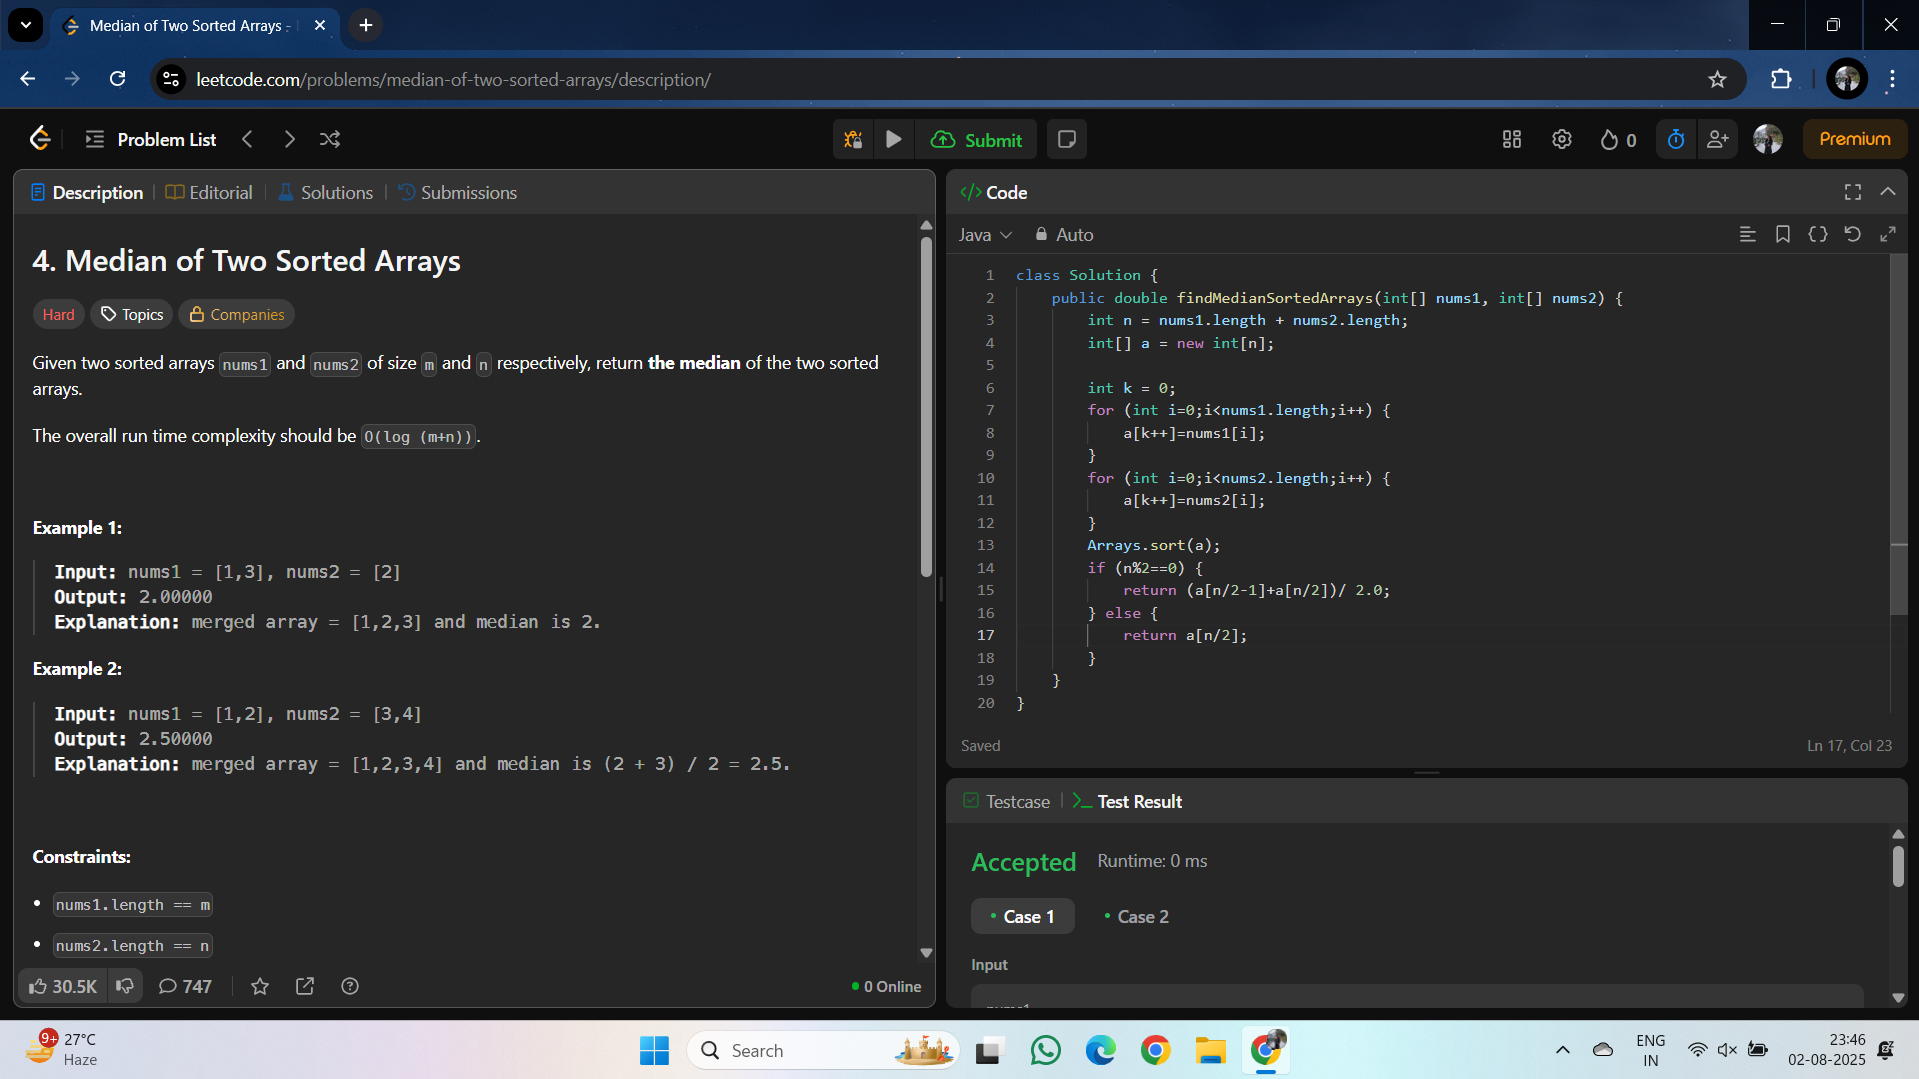 Median of Two Sorted Arrays -
leetcode.com/problems/median-of-two-sorted-arrays/description/
Problem List
Submit
0
Premium
Description
Editorial
Solutions
Submissions
4. Median of Two Sorted Arrays
Hard
Topics
Companies
Given two sorted arrays nums1 and nums2 of size m and n respectively, return the median of the two sorted
arrays.
The overall run time complexity should be O(log (m+n)).
Example 1:
Input: nums1 = [1,3], nums2 = [2]
Output: 2.00000
Explanation: merged array = [1,2,3] and median is 2.
Example 2:
Input: nums1 = [1,2], nums2 = [3,4]
Output: 2.50000
Explanation: merged array = [1,2,3,4] and median is (2 + 3) / 2 = 2.5.
Constraints:
• nums1.length == m
• nums2.length == n
30.5K
747
0 Online
</> Code
Java
Auto
1 class Solution {
2 public double findMedianSortedArrays(int[] nums1, int[] nums2) {
3 int n = nums1.length + nums2.length;
4 int[] a = new int[n];
5
6 int k = 0;
7 for (int i=0;i<nums1.length;i++) {
8 a[k++]=nums1[i];
9 }
10 for (int i=0;i<nums2.length;i++) {
11 a[k++]=nums2[i];
12 }
13 Arrays.sort(a);
14 if (n%2==0) {
15 return (a[n/2-1]+a[n/2])/ 2.0;
16 } else {
17 return a[n/2];
18 }
19 }
20 }
Saved
Ln 17, Col 23
Testcase
Test Result
Accepted
Runtime: 0 ms
• Case 1
• Case 2
Input
9+
27°C
Haze
Search
ENG
IN
23:46
02-08-2025